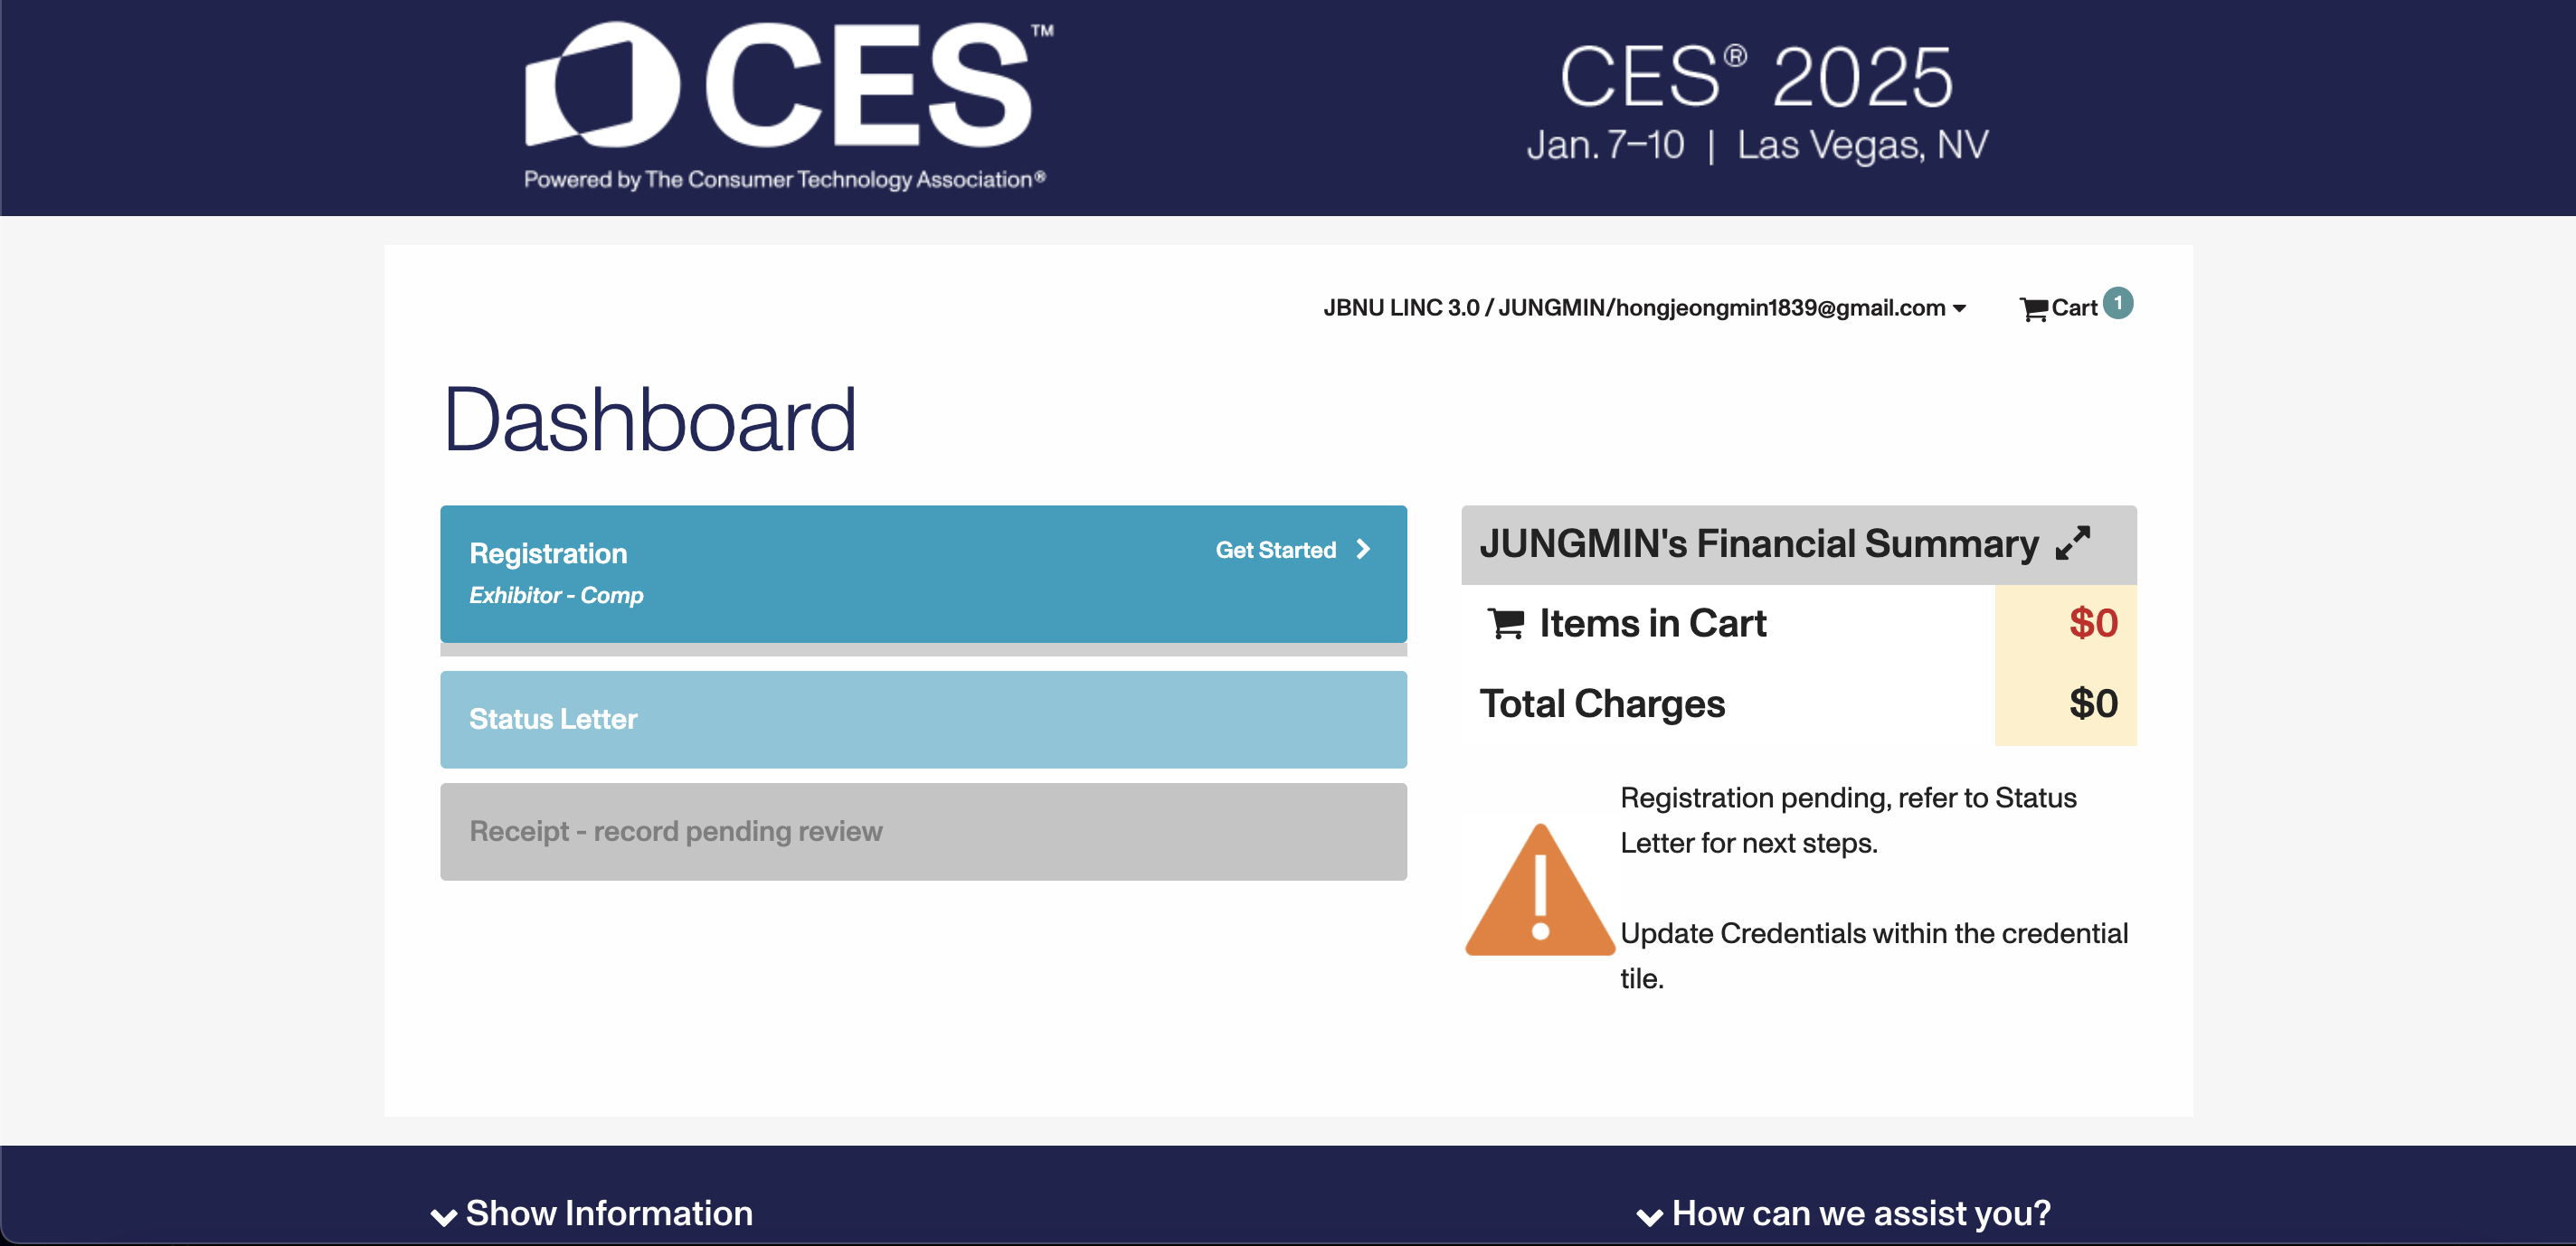 CES™
Powered by The Consumer Technology Association®
CES® 2025
Jan. 7–10 | Las Vegas, NV
JBNU LINC 3.0 / JUNGMIN/hongjeongmin1839@gmail.com
Cart 1
Dashboard
Registration
Get Started
Exhibitor - Comp
Status Letter
Receipt - record pending review
JUNGMIN's Financial Summary
Items in Cart $0
Total Charges $0
Registration pending, refer to Status
Letter for next steps.
Update Credentials within the credential
tile.
Show Information
How can we assist you?